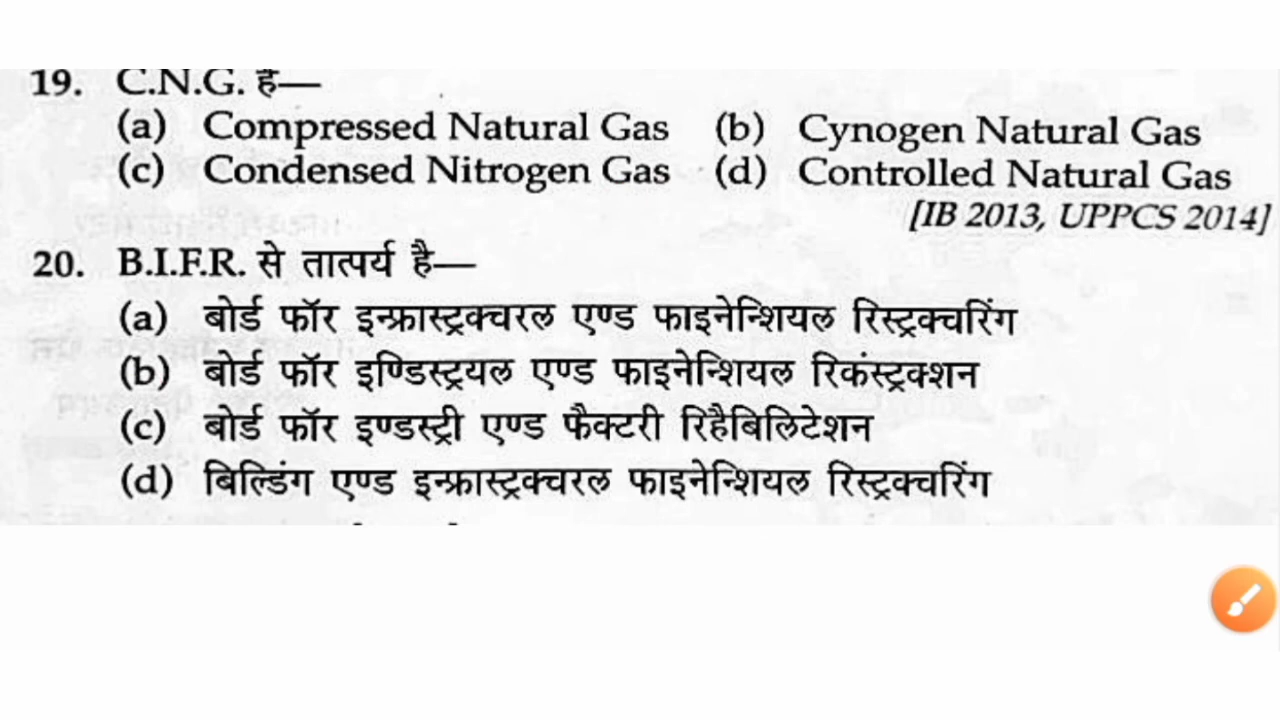 19. C.N.G. है—
(a) Compressed Natural Gas (b) Cynogen Natural Gas
(c) Condensed Nitrogen Gas (d) Controlled Natural Gas
[IB 2013, UPPCS 2014]
20. B.I.F.R. से तात्पर्य है—
(a) बोर्ड फॉर इन्फ्रास्ट्रक्चरल एण्ड फाइनेन्शियल रिस्ट्रक्चरिंग
(b) बोर्ड फॉर इण्डिस्ट्रयल एण्ड फाइनेन्शियल रिकंस्ट्रक्शन
(c) बोर्ड फॉर इण्डस्ट्री एण्ड फैक्टरी रिहैबिलिटेशन
(d) बिल्डिंग एण्ड इन्फ्रास्ट्रक्चरल फाइनेन्शियल रिस्ट्रक्चरिंग